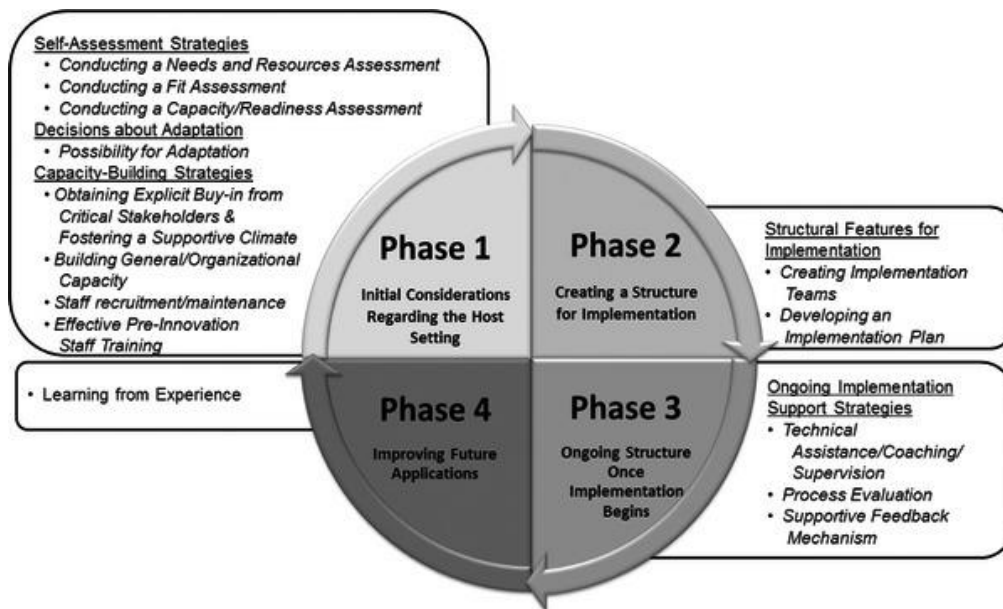 Self-Assessment Strategies
• Conducting a Needs and Resources Assessment
• Conducting a Fit Assessment
• Conducting a Capacity/Readiness Assessment
Decisions about Adaptation
• Possibility for Adaptation
Capacity-Building Strategies
• Obtaining Explicit Buy-in from
Critical Stakeholders &
Fostering a Supportive Climate
• Building General/Organizational
Capacity
• Staff recruitment/maintenance
• Effective Pre-Innovation
Staff Training
Phase 1
Initial Considerations
Regarding the Host
Setting
Phase 2
Creating a Structure
for Implementation
Structural Features for
Implementation
• Creating Implementation
Teams
• Developing an
Implementation Plan
• Learning from Experience
Phase 4
Improving Future
Applications
Phase 3
Ongoing Structure
Once
Implementation
Begins
Ongoing Implementation
Support Strategies
• Technical
Assistance/Coaching/
Supervision
• Process Evaluation
• Supportive Feedback
Mechanism